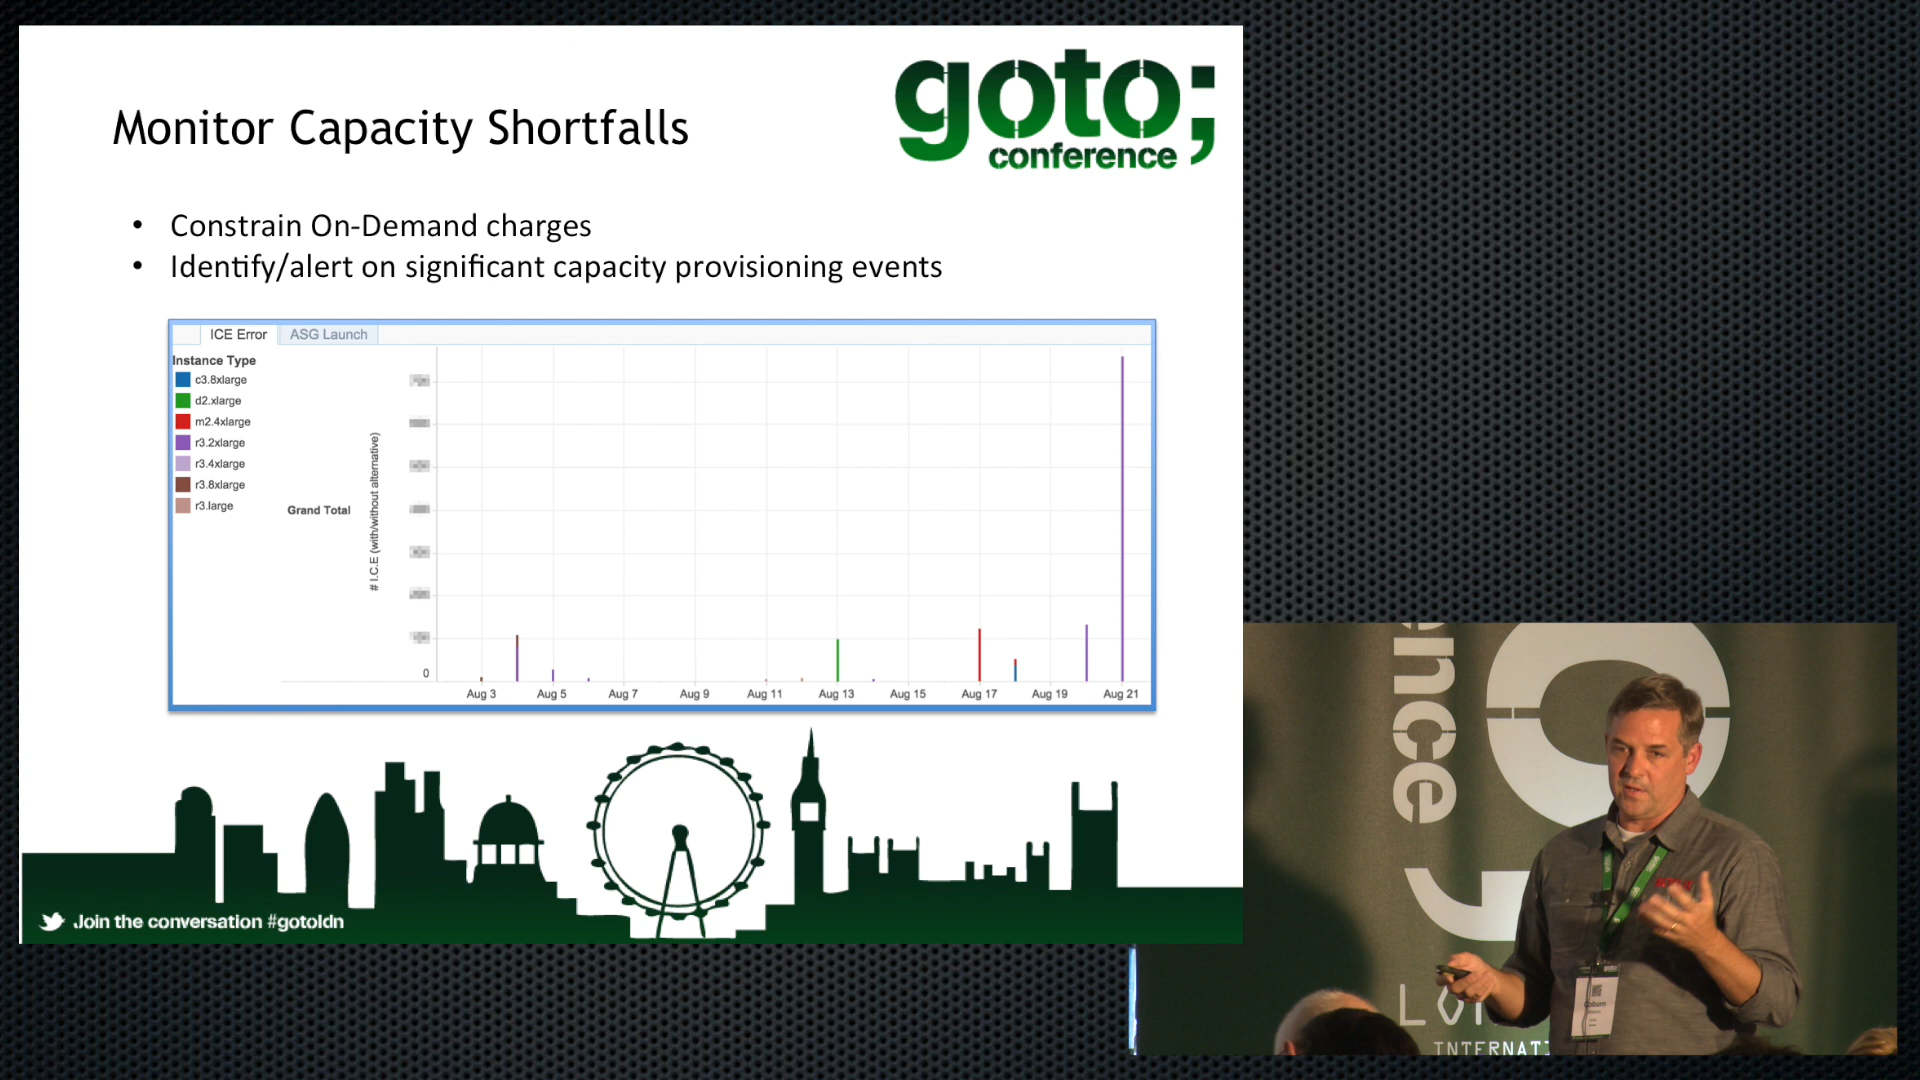 goto;
conference
Monitor Capacity Shortfalls
• Constrain On-Demand charges
• Identify/alert on significant capacity provisioning events
ICE Error
ASG Launch
Instance Type
c3.8xlarge
d2.xlarge
m2.4xlarge
r3.2xlarge
r3.4xlarge
r3.8xlarge
r3.large
Grand Total
# I.C.E (with/without alternative)
0
Aug 3 Aug 5 Aug 7 Aug 9 Aug 11 Aug 13 Aug 15 Aug 17 Aug 19 Aug 21
Join the conversation #gotoldn
ence
Coburn